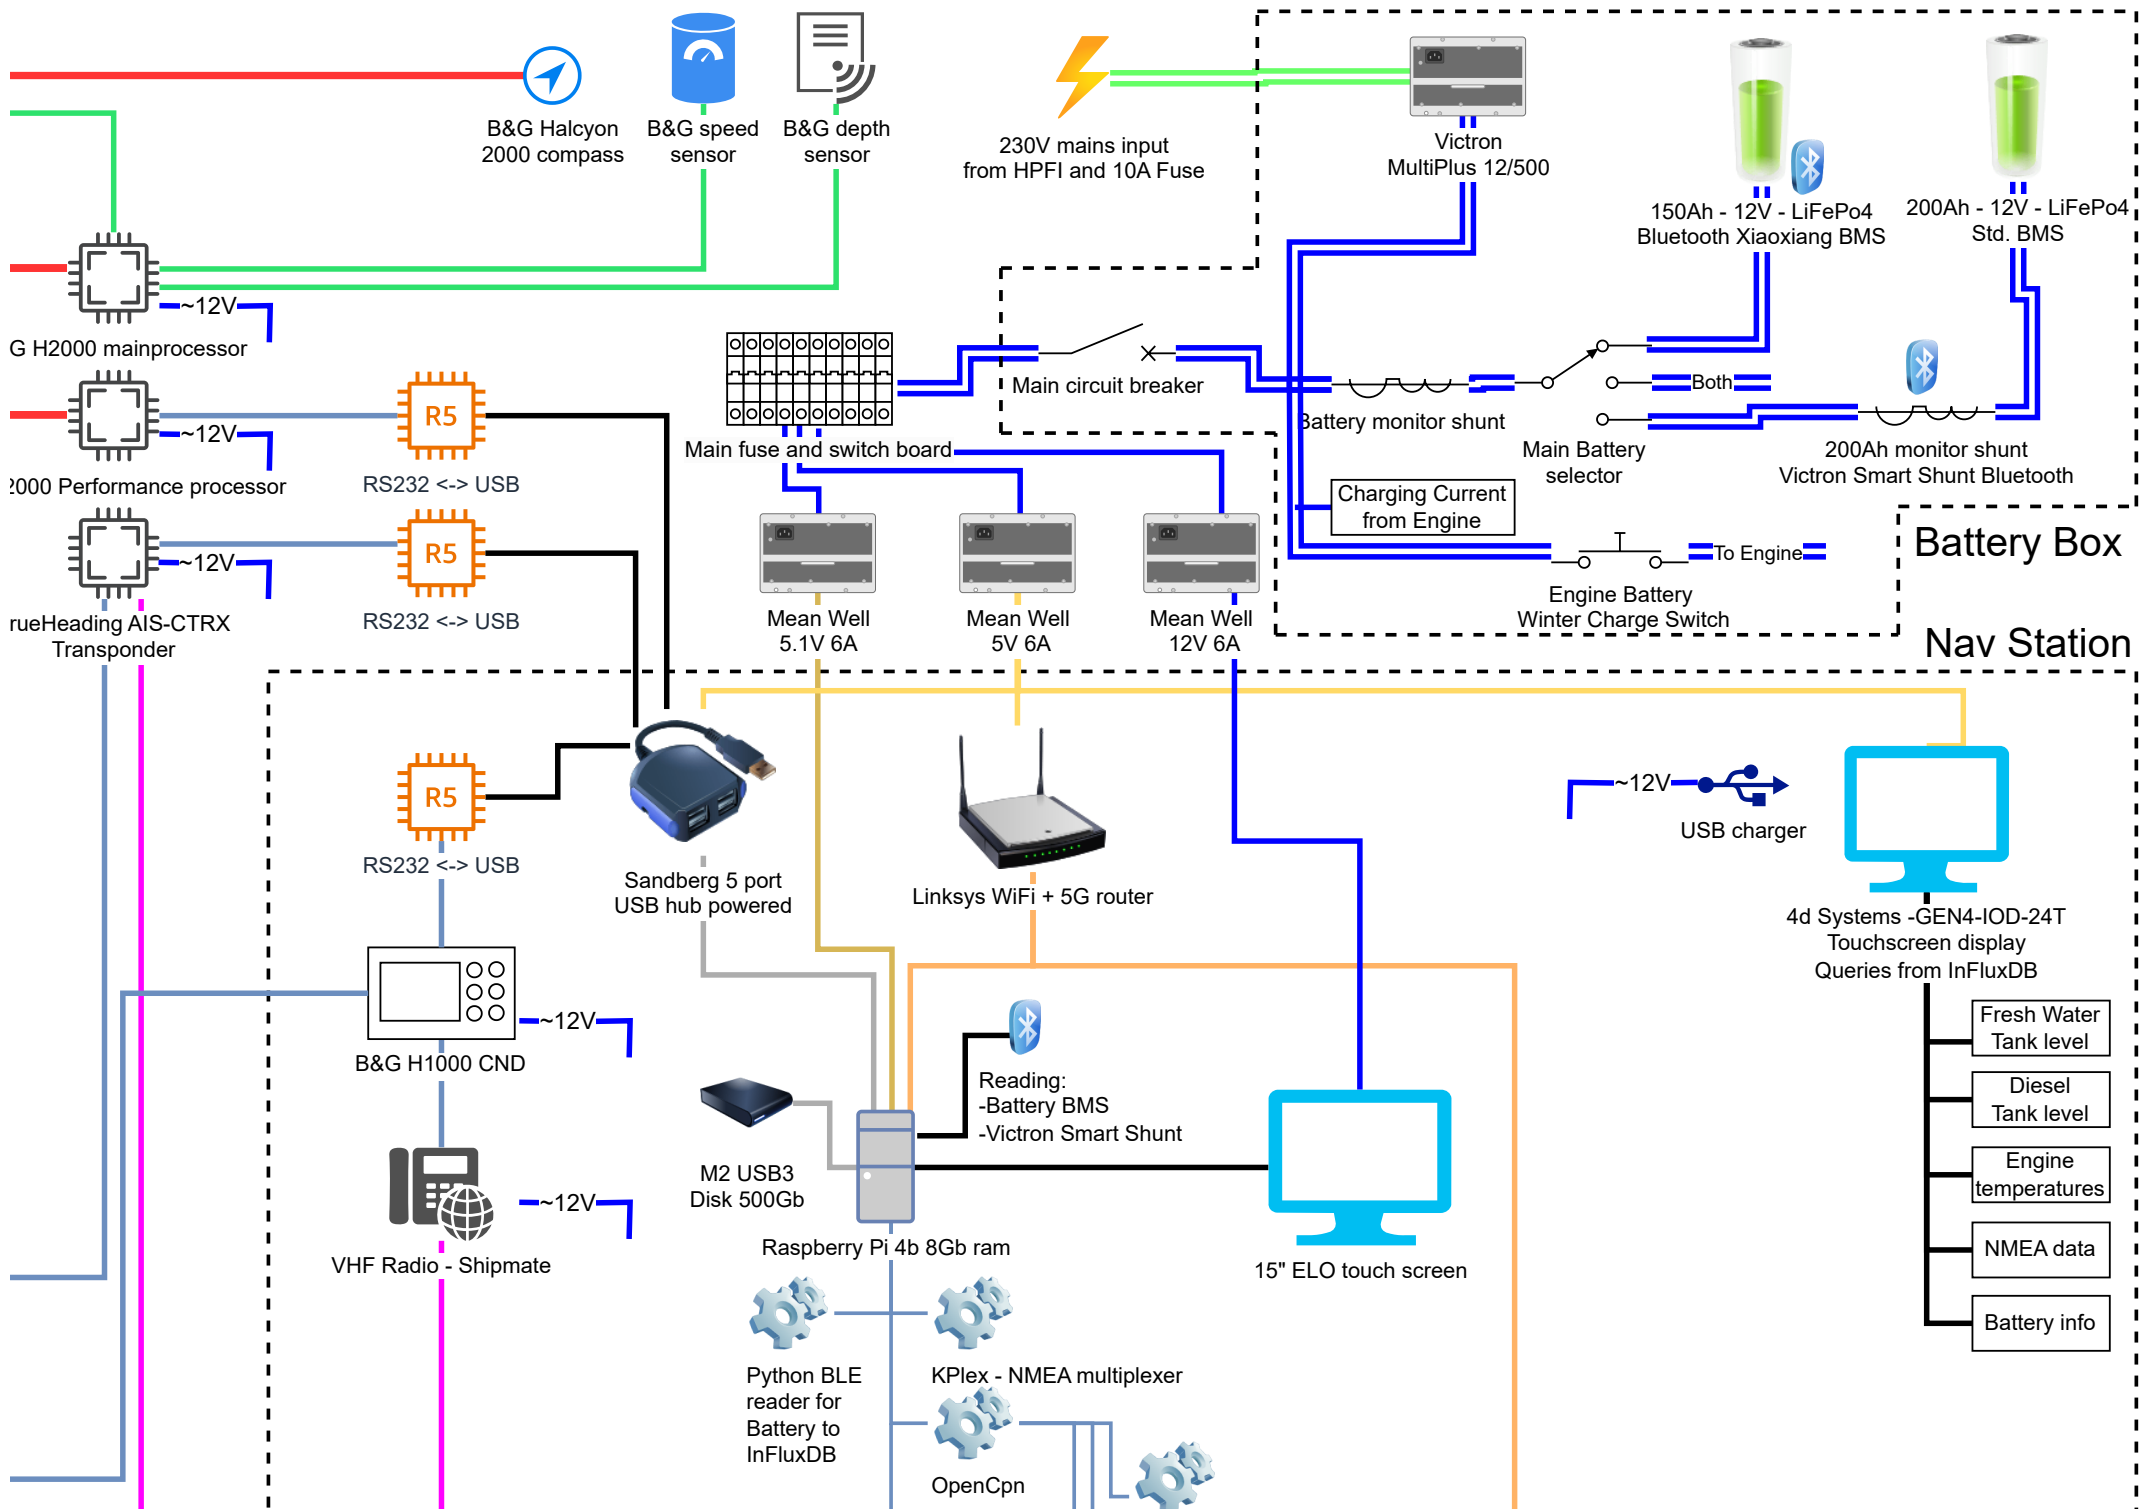 B&G Halcyon
2000 compass
B&G speed
sensor
B&G depth
sensor
230V mains input
from HPFI and 10A Fuse
Victron
MultiPlus 12/500
150Ah - 12V - LiFePo4
Bluetooth Xiaoxiang BMS
200Ah - 12V - LiFePo4
Std. BMS
~12V
G H2000 mainprocessor
Main circuit breaker
Battery monitor shunt
Both
Main Battery
selector
200Ah monitor shunt
Victron Smart Shunt Bluetooth
R5
~12V
2000 Performance processor
RS232 <-> USB
Main fuse and switch board
Charging Current
from Engine
Battery Box
To Engine
Engine Battery
Winter Charge Switch
R5
~12V
rueHeading AIS-CTRX
Transponder
RS232 <-> USB
Mean Well
5.1V 6A
Mean Well
5V 6A
Mean Well
12V 6A
Nav Station
R5
RS232 <-> USB
Sandberg 5 port
USB hub powered
Linksys WiFi + 5G router
~12V
USB charger
4d Systems -GEN4-IOD-24T
Touchscreen display
Queries from InFluxDB
Fresh Water
Tank level
Diesel
Tank level
Engine
temperatures
NMEA data
Battery info
~12V
B&G H1000 CND
Reading:
-Battery BMS
-Victron Smart Shunt
M2 USB3
Disk 500Gb
~12V
VHF Radio - Shipmate
Raspberry Pi 4b 8Gb ram
15" ELO touch screen
Python BLE
reader for
Battery to
InFluxDB
KPlex - NMEA multiplexer
OpenCpn